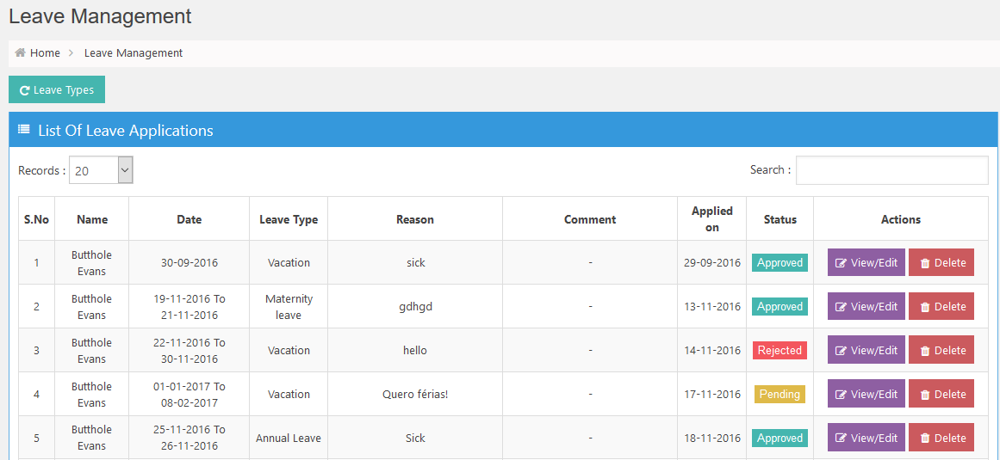 Leave Management
Home > Leave Management
Leave Types
List Of Leave Applications
Records : 20 Search :
S.No Name Date Leave Type Reason Comment Applied on Status Actions
1 Butthole Evans 30-09-2016 Vacation sick - 29-09-2016 Approved View/Edit Delete
2 Butthole Evans 19-11-2016 To 21-11-2016 Maternity leave gdhgd - 13-11-2016 Approved View/Edit Delete
3 Butthole Evans 22-11-2016 To 30-11-2016 Vacation hello - 14-11-2016 Rejected View/Edit Delete
4 Butthole Evans 01-01-2017 To 08-02-2017 Vacation Quero férias! - 17-11-2016 Pending View/Edit Delete
5 Butthole Evans 25-11-2016 To 26-11-2016 Annual Leave Sick - 18-11-2016 Approved View/Edit Delete